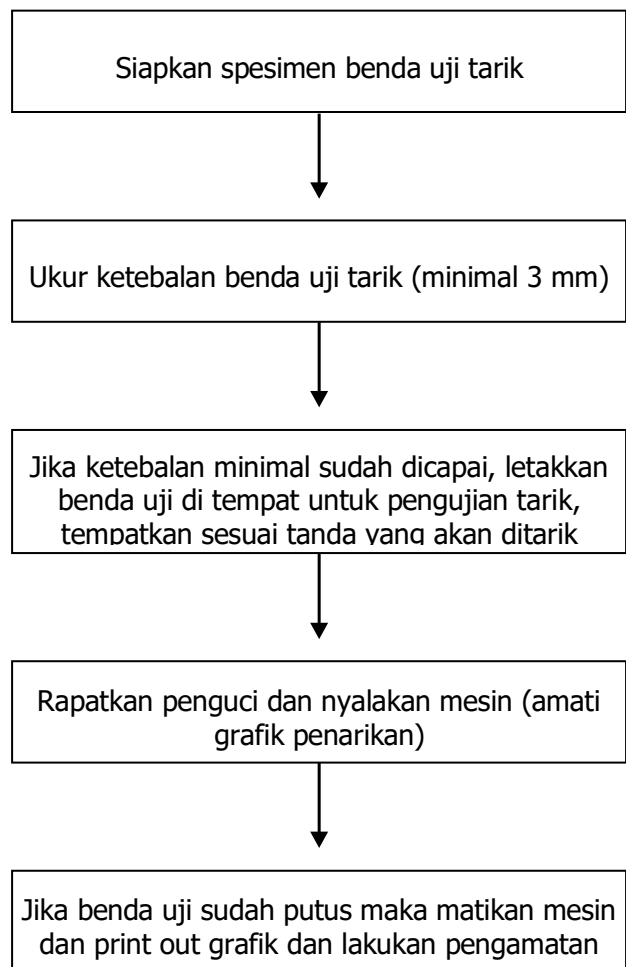 Siapkan spesimen benda uji tarik
Ukur ketebalan benda uji tarik (minimal 3 mm)
Jika ketebalan minimal sudah dicapai, letakkan
benda uji di tempat untuk pengujian tarik,
tempatkan sesuai tanda yang akan ditarik
Rapatkan penguci dan nyalakan mesin (amati
grafik penarikan)
Jika benda uji sudah putus maka matikan mesin
dan print out grafik dan lakukan pengamatan